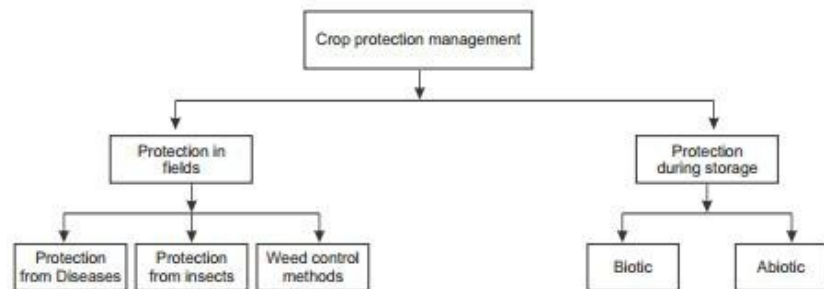 Crop protection management
Protection in
fields
Protection
during storage
Protection
from Diseases
Protection
from insects
Weed control
methods
Biotic
Abiotic